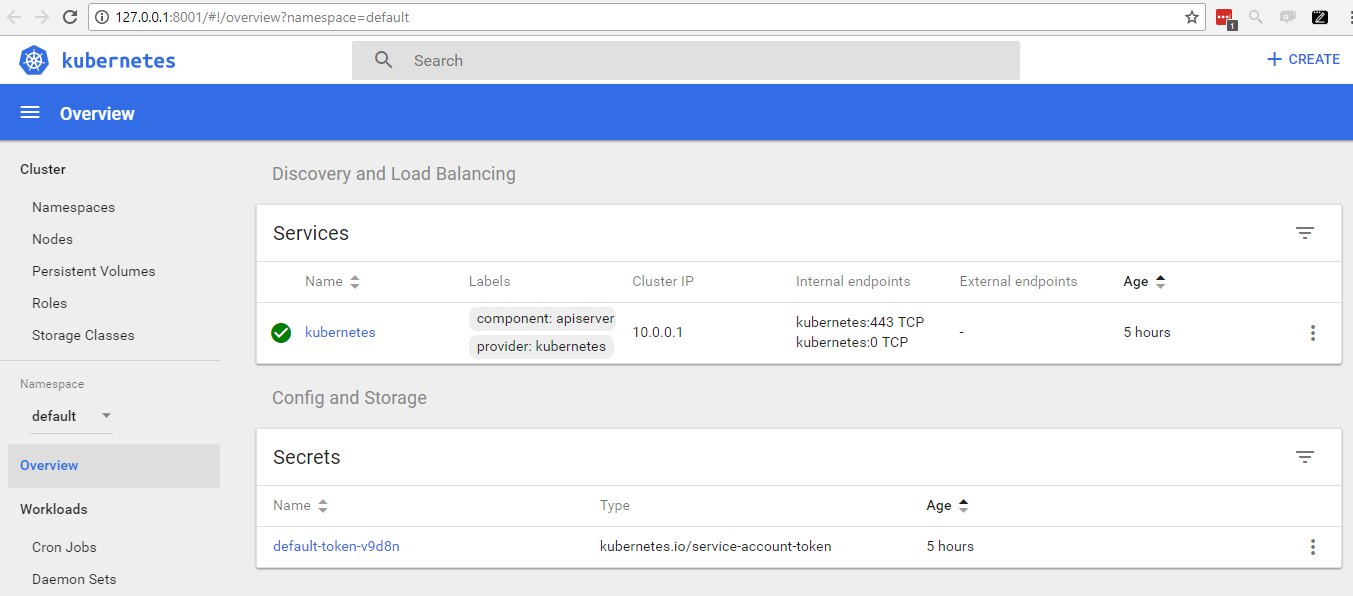 127.0.0.1:8001/#!/overview?namespace=default
1
kubernetes
Search
CREATE
Overview
Cluster
Namespaces
Nodes
Persistent Volumes
Roles
Storage Classes
Namespace
default
Overview
Workloads
Cron Jobs
Daemon Sets
Discovery and Load Balancing
Services
Name Labels Cluster IP Internal endpoints External endpoints Age
kubernetes component: apiserver provider: kubernetes 10.0.0.1 kubernetes:443 TCP kubernetes:0 TCP - 5 hours
Config and Storage
Secrets
Name Type Age
default-token-v9d8n kubernetes.io/service-account-token 5 hours